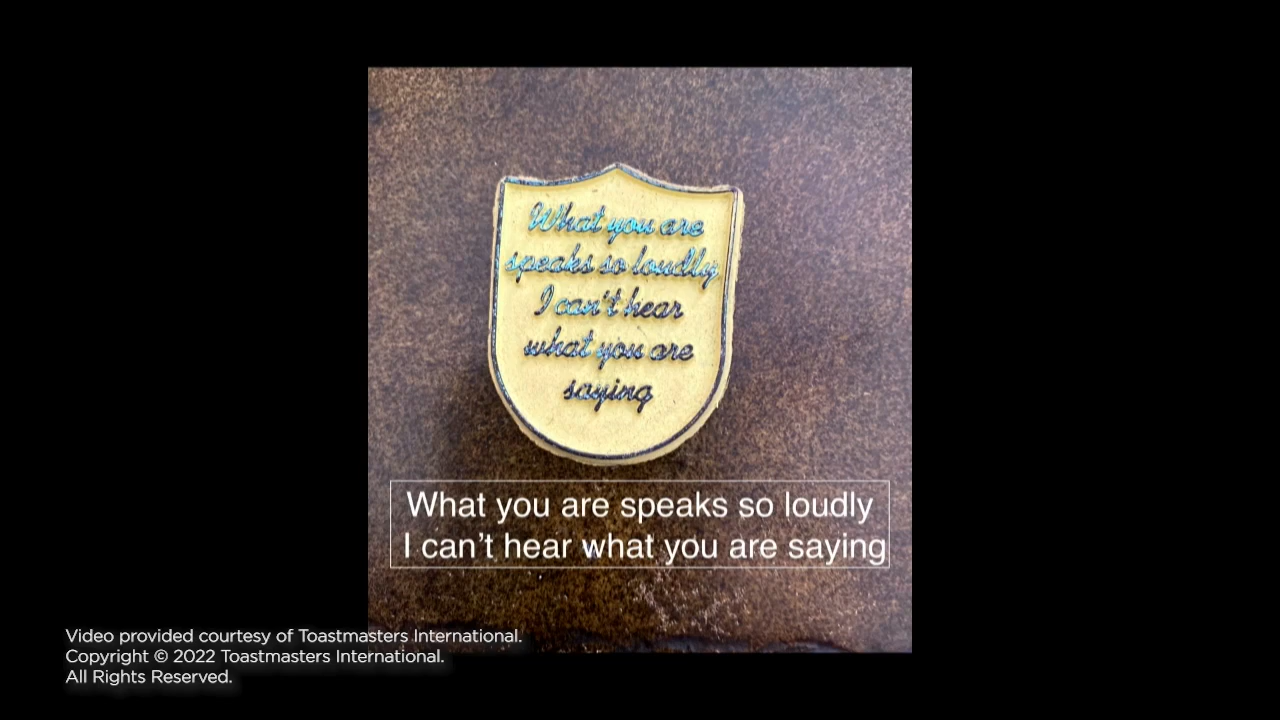 What you are
speaks so loudly
I can't hear
what you are
saying
What you are speaks so loudly
I can't hear what you are saying
Video provided courtesy of Toastmasters International.
Copyright © 2022 Toastmasters International.
All Rights Reserved.